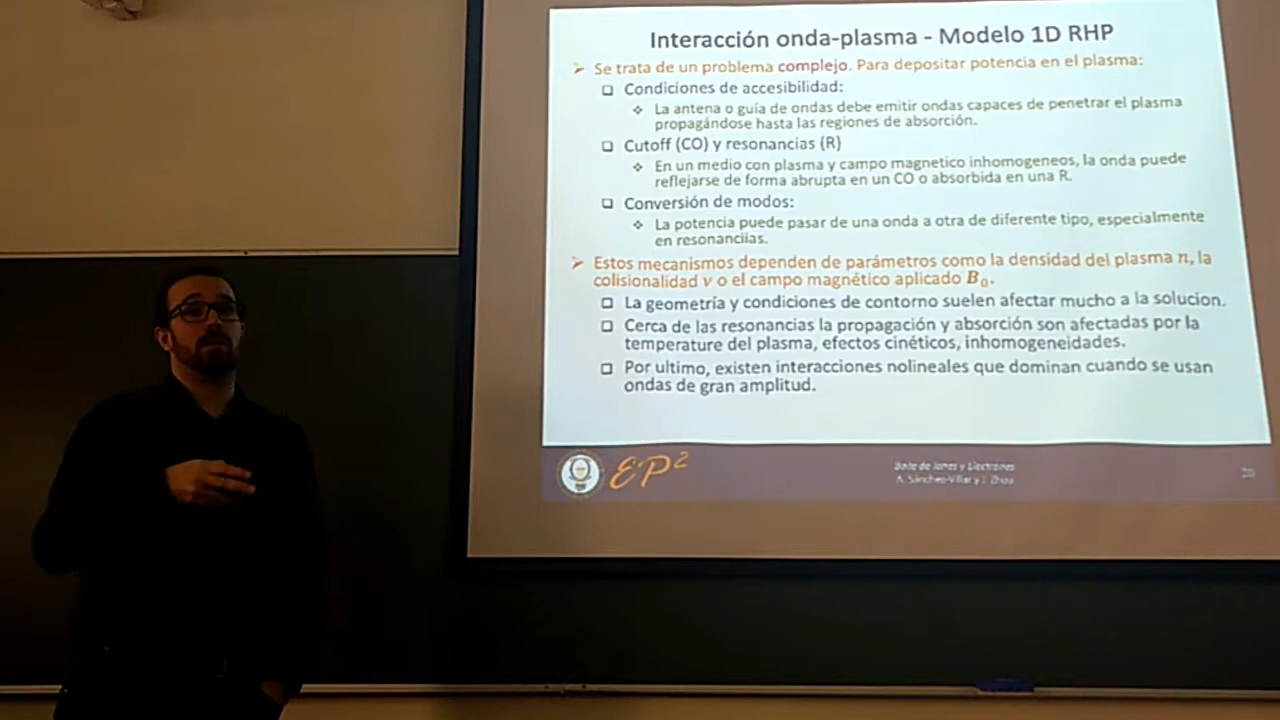 Interacción onda-plasma - Modelo 1D RHP
Se trata de un problema complejo. Para depositar potencia en el plasma:
Condiciones de accesibilidad:
La antena o guía de ondas debe emitir ondas capaces de penetrar el plasma
propagándose hasta las regiones de absorción.
Cutoff (CO) y resonancias (R)
En un medio con plasma y campo magnetico inhomogeneos, la onda puede
reflejarse de forma abrupta en un CO o absorbida en una R.
Conversión de modos:
La potencia puede pasar de una onda a otra de diferente tipo, especialmente
en resonanciias.
Estos mecanismos dependen de parámetros como la densidad del plasma n, la
colisionalidad ν o el campo magnético aplicado B₀.
La geometría y condiciones de contorno suelen afectar mucho a la solucion.
Cerca de las resonancias la propagación y absorción son afectadas por la
temperature del plasma, efectos cinéticos, inhomogeneidades.
Por ultimo, existen interacciones nolineales que dominan cuando se usan
ondas de gran amplitud.
EP²
Baile de Iones y Electrones
A. Sánchez-Villar y J. Zhou